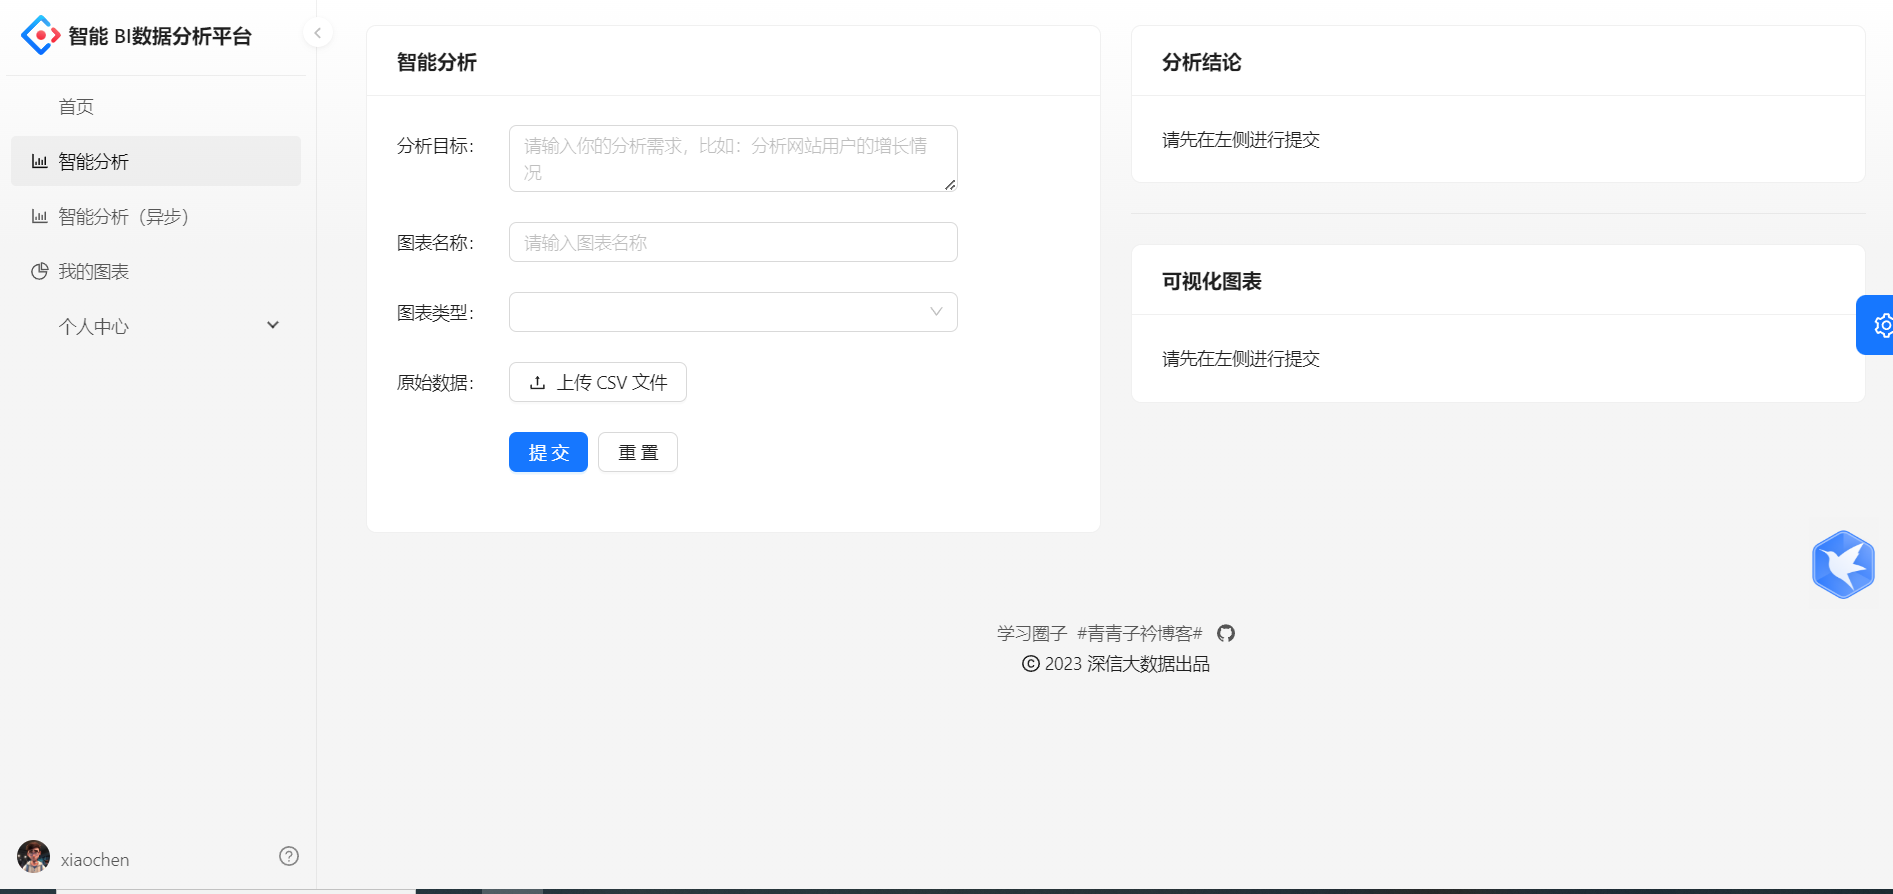 智能 BI数据分析平台
首页
智能分析
智能分析（异步）
我的图表
个人中心
xiaochen
智能分析
分析目标：
请输入你的分析需求，比如：分析网站用户的增长情
况
图表名称：
请输入图表名称
图表类型：
原始数据：
上传 CSV 文件
提 交
重 置
分析结论
请先在左侧进行提交
可视化图表
请先在左侧进行提交
学习圈子 #青青子衿博客#
© 2023 深信大数据出品